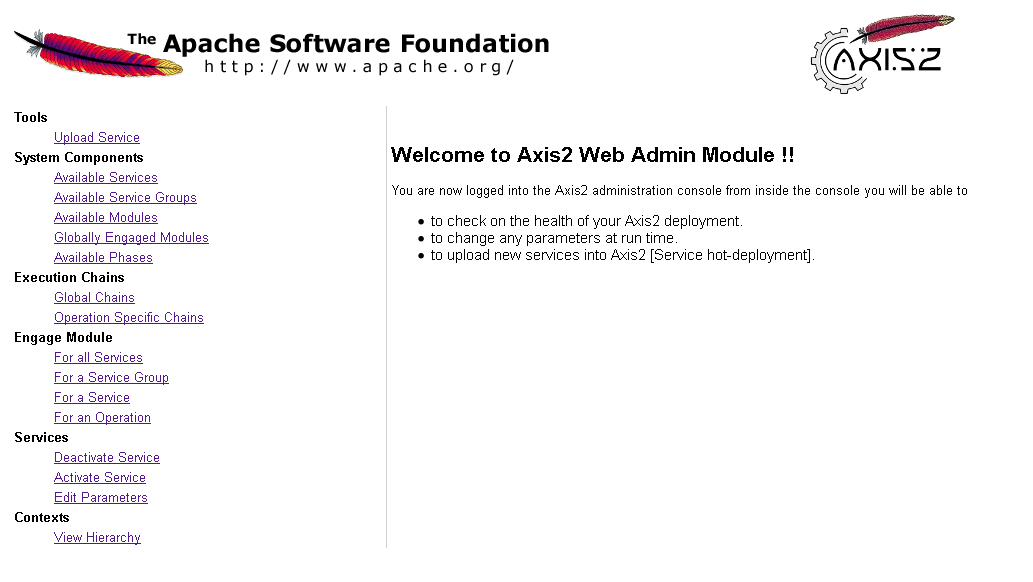 The Apache Software Foundation
http://www.apache.org/
AXIS2
Tools
Upload Service
System Components
Available Services
Available Service Groups
Available Modules
Globally Engaged Modules
Available Phases
Execution Chains
Global Chains
Operation Specific Chains
Engage Module
For all Services
For a Service Group
For a Service
For an Operation
Services
Deactivate Service
Activate Service
Edit Parameters
Contexts
View Hierarchy
Welcome to Axis2 Web Admin Module !!
You are now logged into the Axis2 administration console from inside the console you will be able to
• to check on the health of your Axis2 deployment.
• to change any parameters at run time.
• to upload new services into Axis2 [Service hot-deployment].